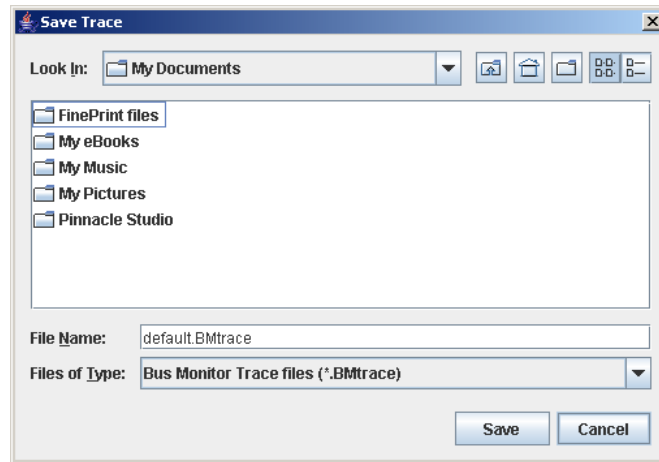 Save Trace
Look In: My Documents
FinePrint files
My eBooks
My Music
My Pictures
Pinnacle Studio
File Name: default.BMtrace
Files of Type: Bus Monitor Trace files (*.BMtrace)
Save Cancel